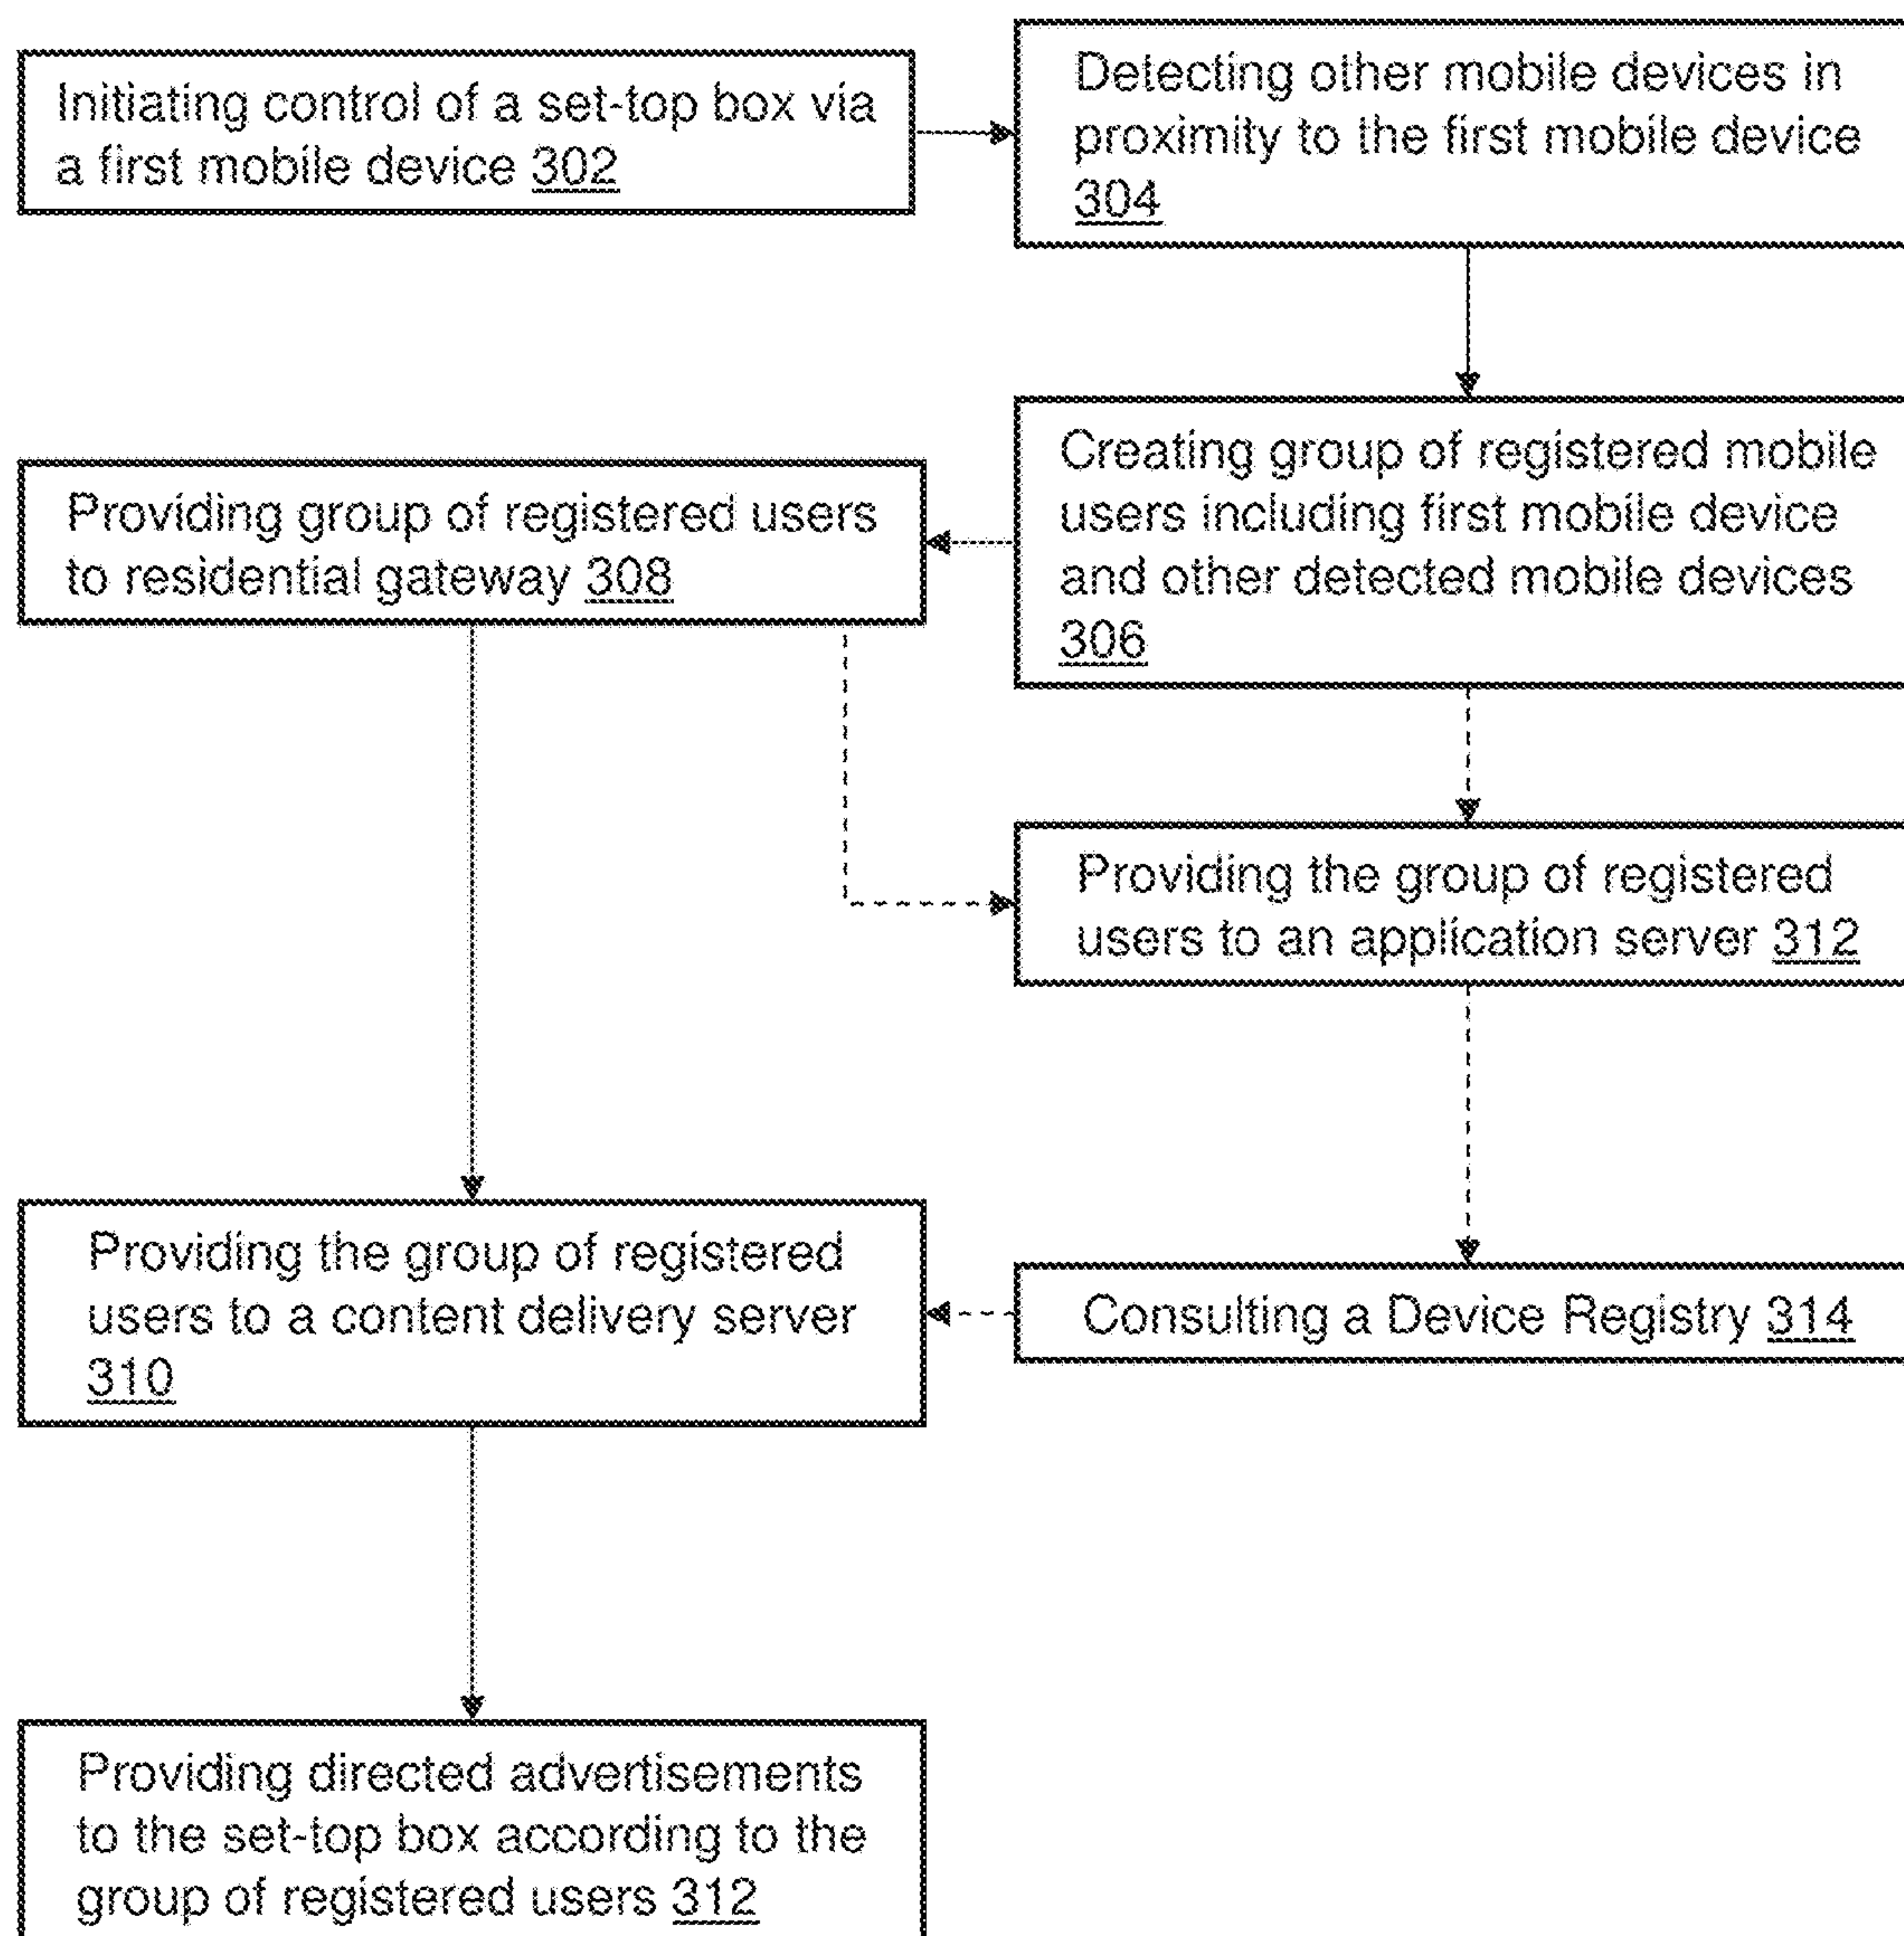 Initiating control of a set-top box via
a first mobile device 302
Detecting other mobile devices in
proximity to the first mobile device
304
Creating group of registered mobile
users including first mobile device
and other detected mobile devices
306
Providing group of registered users
to residential gateway 308
Providing the group of registered
users to an application server 312
Providing the group of registered
users to a content delivery server
310
Consulting a Device Registry 314
Providing directed advertisements
to the set-top box according to the
group of registered users 312